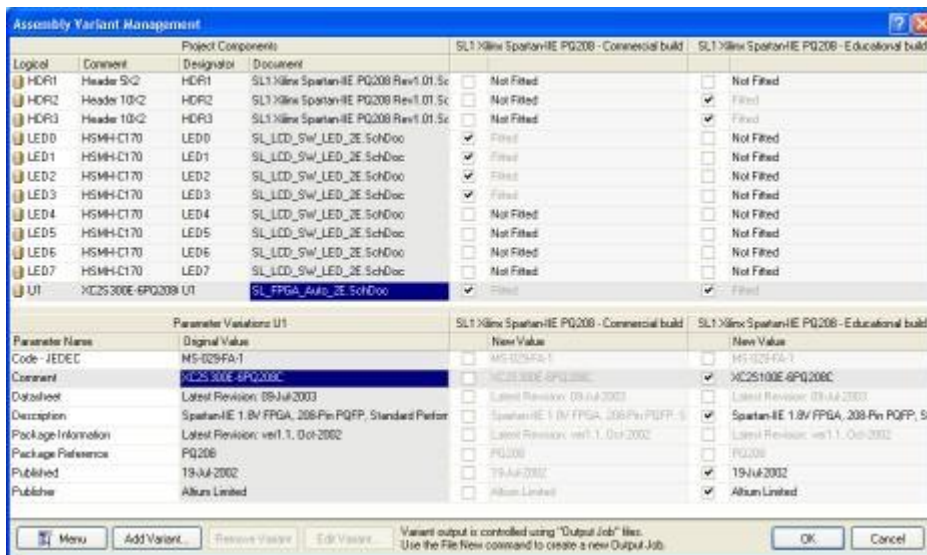 Assembly Variant Management
Project Components SL1 Xilinx Spartan-IIE PQ208 - Commercial build SL1 Xilinx Spartan-IIE PQ208 - Educational build
Logical Comment Designator Document
HDR1 Header 5X2 HDR1 SL1 Xilinx Spartan-IIE PQ208 Rev1.01.Sc Not Fitted Not Fitted
HDR2 Header 10X2 HDR2 SL1 Xilinx Spartan-IIE PQ208 Rev1.01.Sc Not Fitted Fitted
HDR3 Header 10X2 HDR3 SL1 Xilinx Spartan-IIE PQ208 Rev1.01.Sc Not Fitted Fitted
LED0 HSMH-C170 LED0 SL_LCD_SW_LED_2E.SchDoc Fitted Not Fitted
LED1 HSMH-C170 LED1 SL_LCD_SW_LED_2E.SchDoc Fitted Not Fitted
LED2 HSMH-C170 LED2 SL_LCD_SW_LED_2E.SchDoc Fitted Not Fitted
LED3 HSMH-C170 LED3 SL_LCD_SW_LED_2E.SchDoc Fitted Not Fitted
LED4 HSMH-C170 LED4 SL_LCD_SW_LED_2E.SchDoc Not Fitted Not Fitted
LED5 HSMH-C170 LED5 SL_LCD_SW_LED_2E.SchDoc Not Fitted Not Fitted
LED6 HSMH-C170 LED6 SL_LCD_SW_LED_2E.SchDoc Not Fitted Not Fitted
LED7 HSMH-C170 LED7 SL_LCD_SW_LED_2E.SchDoc Not Fitted Not Fitted
U1 XC2S300E-6PQ208 U1 SL_FPGA_Auto_2E.SchDoc Fitted Fitted
Parameter Variations U1 SL1 Xilinx Spartan-IIE PQ208 - Commercial build SL1 Xilinx Spartan-IIE PQ208 - Educational build
Parameter Name Original Value New Value New Value
Code - JEDEC MS-029-FA-1 MS-029-FA-1 MS-029-FA-1
Comment XC2S300E-6PQ208C XC2S300E-6PQ208C XC2S100E-6PQ208C
Datasheet Latest Revision: 09-Jul-2003 Latest Revision: 09-Jul-2003 Latest Revision: 09-Jul-2003
Description Spartan-IIE 1.8V FPGA, 208-Pin PQFP, Standard Perfor Spartan-IIE 1.8V FPGA, 208-Pin PQFP, S Spartan-IIE 1.8V FPGA, 208-Pin PQFP, S
Package Information Latest Revision: ver1.1, Oct-2002 Latest Revision: ver1.1, Oct-2002 Latest Revision: ver1.1, Oct-2002
Package Reference PQ208 PQ208 PQ208
Published 19-Jul-2002 19-Jul-2002 19-Jul-2002
Publisher Altium Limited Altium Limited Altium Limited
Menu Add Variant... Remove Variant Edit Variant... Variant output is controlled using "Output Job" files. OK Cancel
Use the File New command to create a new Output Job.